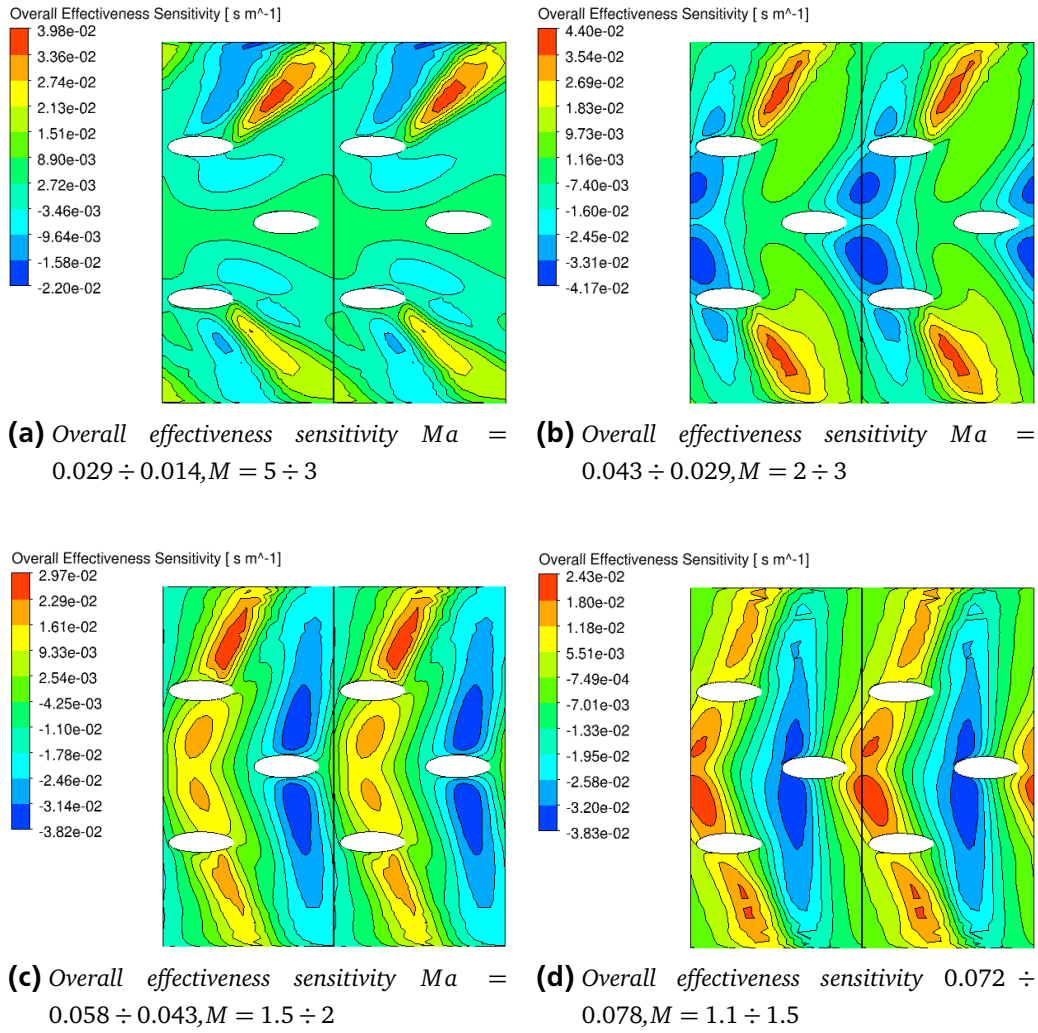 Overall Effectiveness Sensitivity [ s m^-1]
3.98e-02
3.36e-02
2.74e-02
2.13e-02
1.51e-02
8.90e-03
2.72e-03
-3.46e-03
-9.64e-03
-1.58e-02
-2.20e-02
(a) Overall effectiveness sensitivity Ma =
0.029 ÷ 0.014,M = 5 ÷ 3
Overall Effectiveness Sensitivity [ s m^-1]
4.40e-02
3.54e-02
2.69e-02
1.83e-02
9.73e-03
1.16e-03
-7.40e-03
-1.60e-02
-2.45e-02
-3.31e-02
-4.17e-02
(b) Overall effectiveness sensitivity Ma =
0.043 ÷ 0.029,M = 2 ÷ 3
Overall Effectiveness Sensitivity [ s m^-1]
2.97e-02
2.29e-02
1.61e-02
9.33e-03
2.54e-03
-4.25e-03
-1.10e-02
-1.78e-02
-2.46e-02
-3.14e-02
-3.82e-02
(c) Overall effectiveness sensitivity Ma =
0.058 ÷ 0.043,M = 1.5 ÷ 2
Overall Effectiveness Sensitivity [ s m^-1]
2.43e-02
1.80e-02
1.18e-02
5.51e-03
-7.49e-04
-7.01e-03
-1.33e-02
-1.95e-02
-2.58e-02
-3.20e-02
-3.83e-02
(d) Overall effectiveness sensitivity 0.072 ÷
0.078,M = 1.1 ÷ 1.5